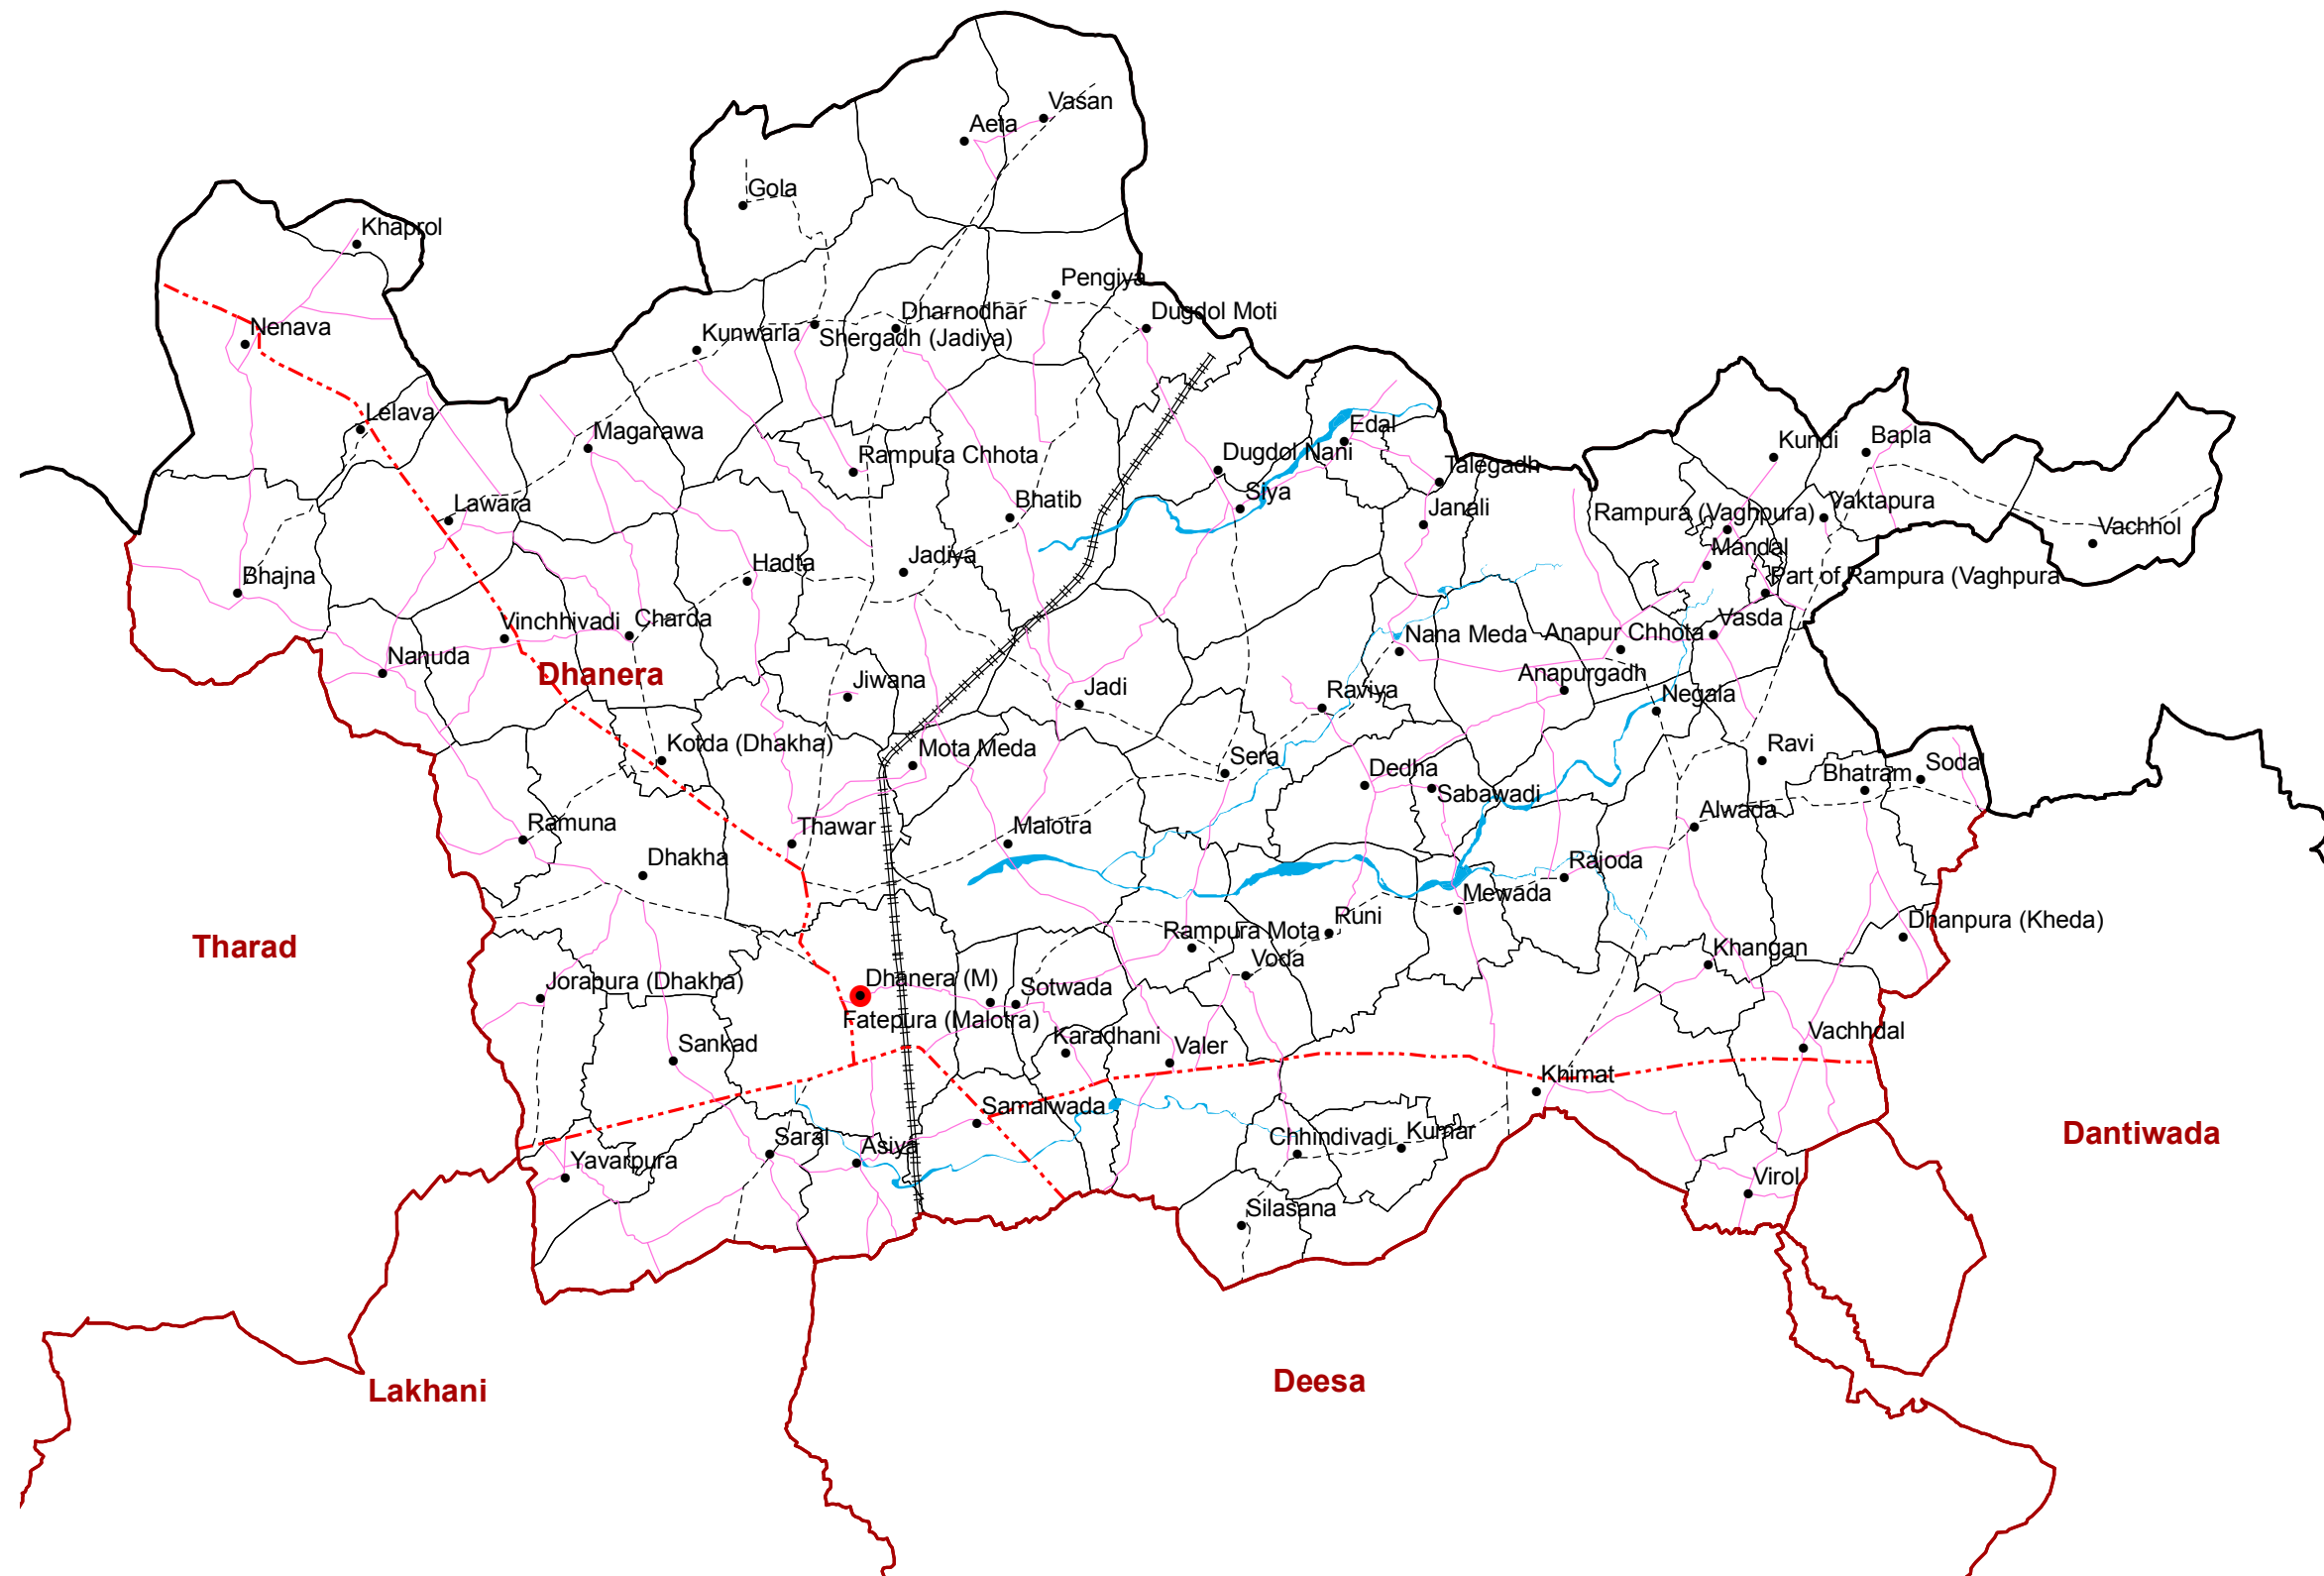 Vasan
Aeta
Gola
Khaprol
Pengiya
Dharnodhar
Dugdol Moti
Nenava
Kunwarla
Shergadh (Jadiya)
Lelava
Magarawa
Edal
Kundi
Bapla
Rampura Chhota
Dugdol Nani
Talegadh
Siya
Lawara
Bhatib
Janali
Rampura (Vaghpura)
Yaktapura
Vachhol
Jadiya
Mandal
Hadta
Bhajna
Part of Rampura (Vaghpura
Vinchhivadi
Charda
Vasda
Nana Meda
Anapur Chhota
Nanuda
Dhanera
Jiwana
Jadi
Raviya
Anapurgadh
Negala
Kotda (Dhakha)
Mota Meda
Sera
Ravi
Dedha
Bhatram
Sodal
Sabawadi
Ramuna
Thawar
Malotra
Alwada
Dhakha
Rajoda
Mewada
Tharad
Rampura Mota
Runi
Dhanpura (Kheda)
Khangan
Voda
Jorapura (Dhakha)
Dhanera (M)
Sotwada
Fatepura (Malotra)
Sankad
Karadhani
Valer
Vachhdal
Khimat
Samalwada
Saral
Asiya
Chhindivadi
Kumar
Dantiwada
Yavarpura
Virol
Silasana
Lakhani
Deesa